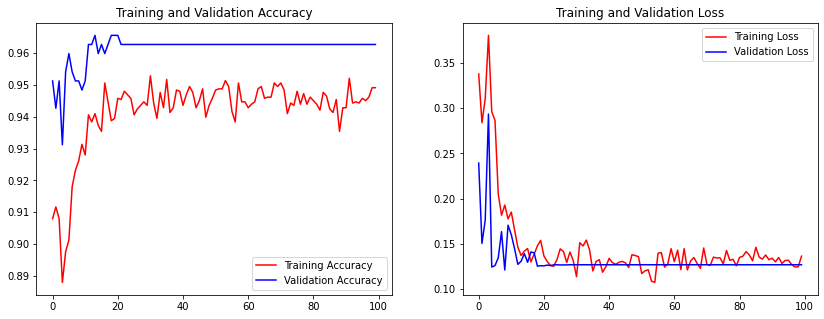 Training and Validation Accuracy
0.96
0.95
0.94
0.93
0.92
0.91
0.90
0.89
0 20 40 60 80 100
Training Accuracy
Validation Accuracy
Training and Validation Loss
0.35
0.30
0.25
0.20
0.15
0.10
0 20 40 60 80 100
Training Loss
Validation Loss